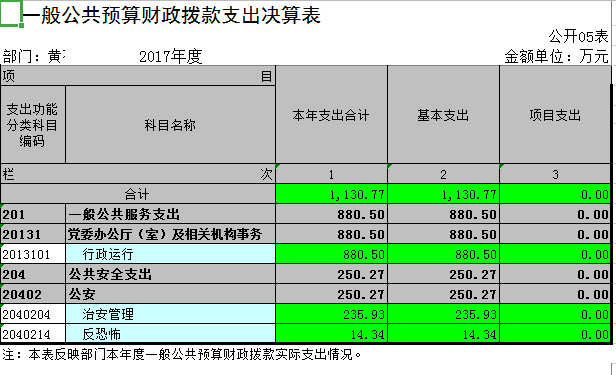 一般公共预算财政拨款支出决算表
公开05表
部门：黄 2017年度 金额单位：万元
项 目 本年支出合计 基本支出 项目支出
支出功能分类科目编码 科目名称
栏 次 1 2 3
合计 1,130.77 1,130.77 0.00
201 一般公共服务支出 880.50 880.50 0.00
20131 党委办公厅（室）及相关机构事务 880.50 880.50 0.00
2013101 行政运行 880.50 880.50 0.00
204 公共安全支出 250.27 250.27 0.00
20402 公安 250.27 250.27 0.00
2040204 治安管理 235.93 235.93 0.00
2040214 反恐怖 14.34 14.34 0.00
注：本表反映部门本年度一般公共预算财政拨款实际支出情况。